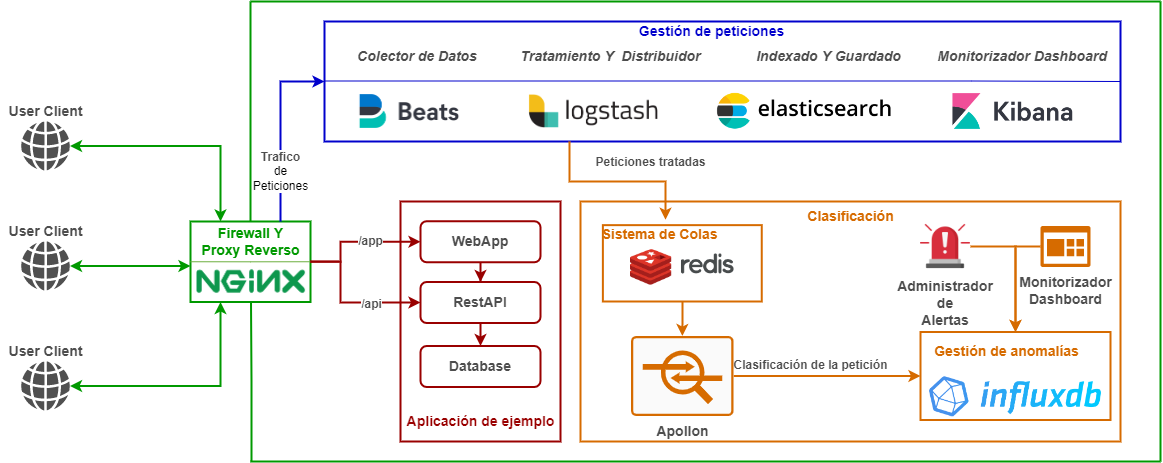 Gestión de peticiones
Colector de Datos
Tratamiento Y Distribuidor
Indexado Y Guardado
Monitorizador Dashboard
Beats
logstash
elasticsearch
Kibana
User Client
User Client
User Client
Trafico
de
Peticiones
Peticiones tratadas
Firewall Y
Proxy Reverso
NGINX
/app
/api
WebApp
RestAPI
Database
Aplicación de ejemplo
Clasificación
Sistema de Colas
redis
Apollon
Clasificación de la petición
Administrador
de
Alertas
Monitorizador
Dashboard
Gestión de anomalías
influxdb